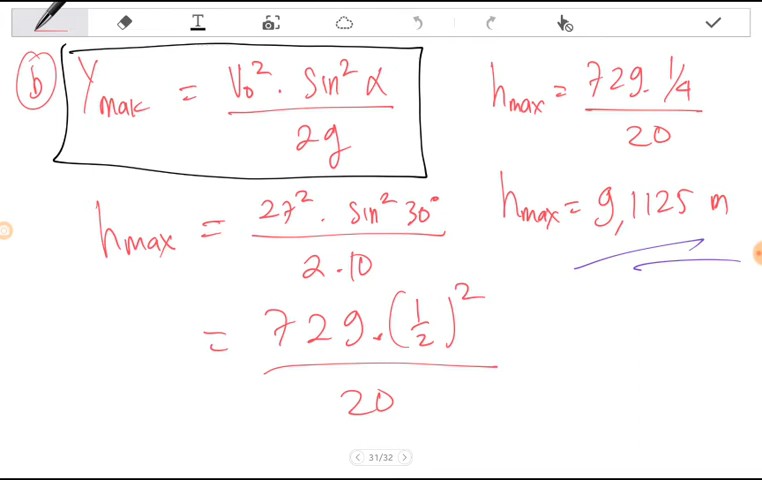 b
Ymak = V₀² · Sin² α / 2g
hmax = 27² · sin² 30° / 2 · 10
= 729 · (1/2)² / 20
hmax = 729 · 1/4 / 20
hmax = 9,1125 m
31/32